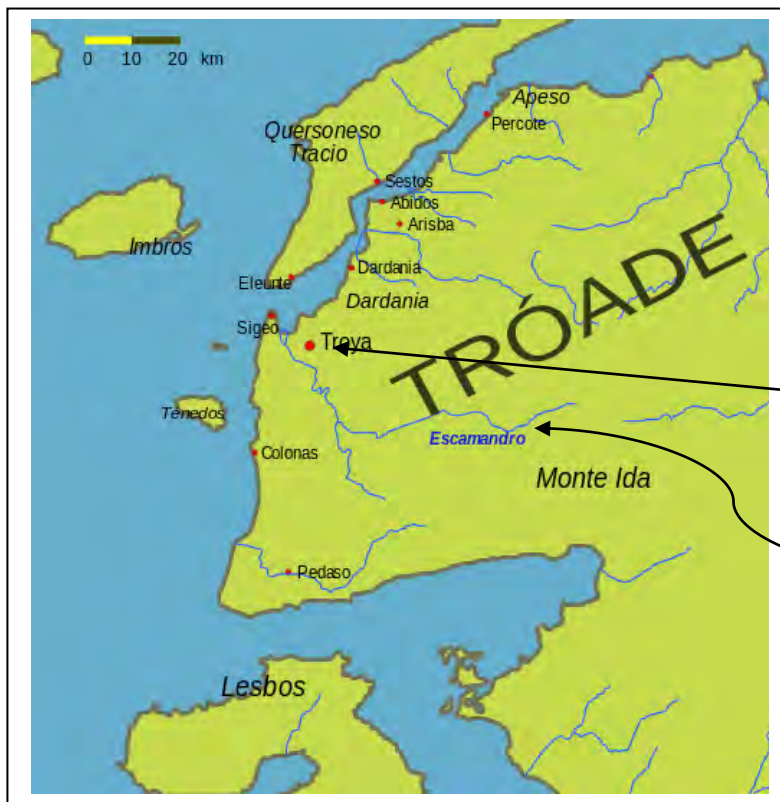 0 10 20 km
Apeso
Percote
Quersoneso
Tracio
Sestos
Abidos
Arisba
Imbros
Eleunte
Dardania
Dardania
Sigeo
Troya
TRÓADE
Ténedos
Escamandro
Colonas
Monte Ida
Pedaso
Lesbos